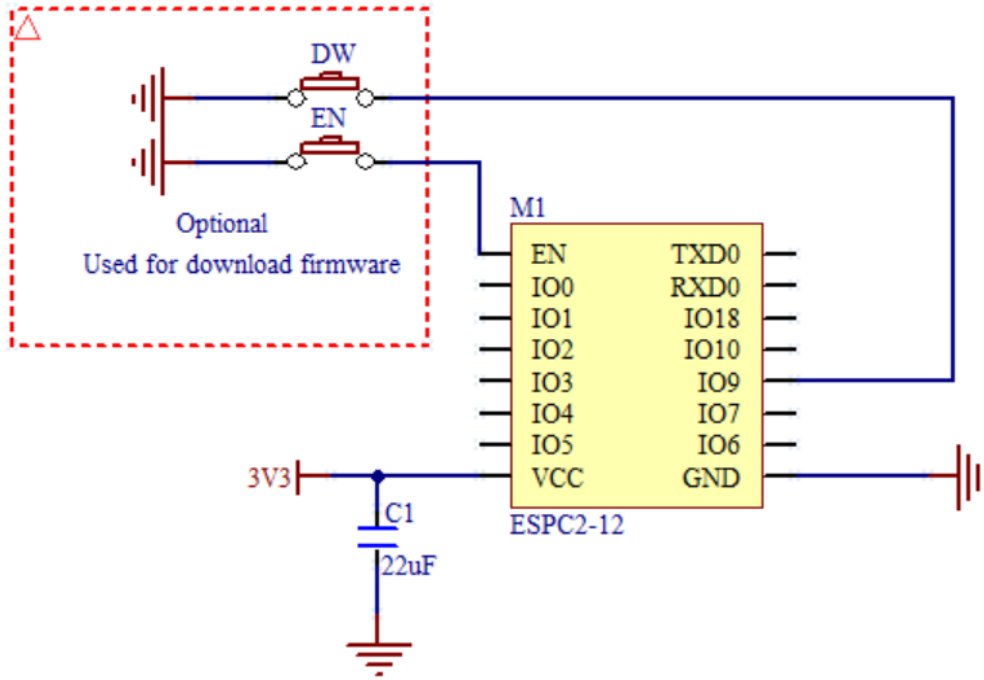 DW
EN
Optional
Used for download firmware
M1
EN
TXD0
IO0
RXD0
IO1
IO18
IO2
IO10
IO3
IO9
IO4
IO7
IO5
IO6
3V3
VCC
GND
C1
ESPC2-12
22uF